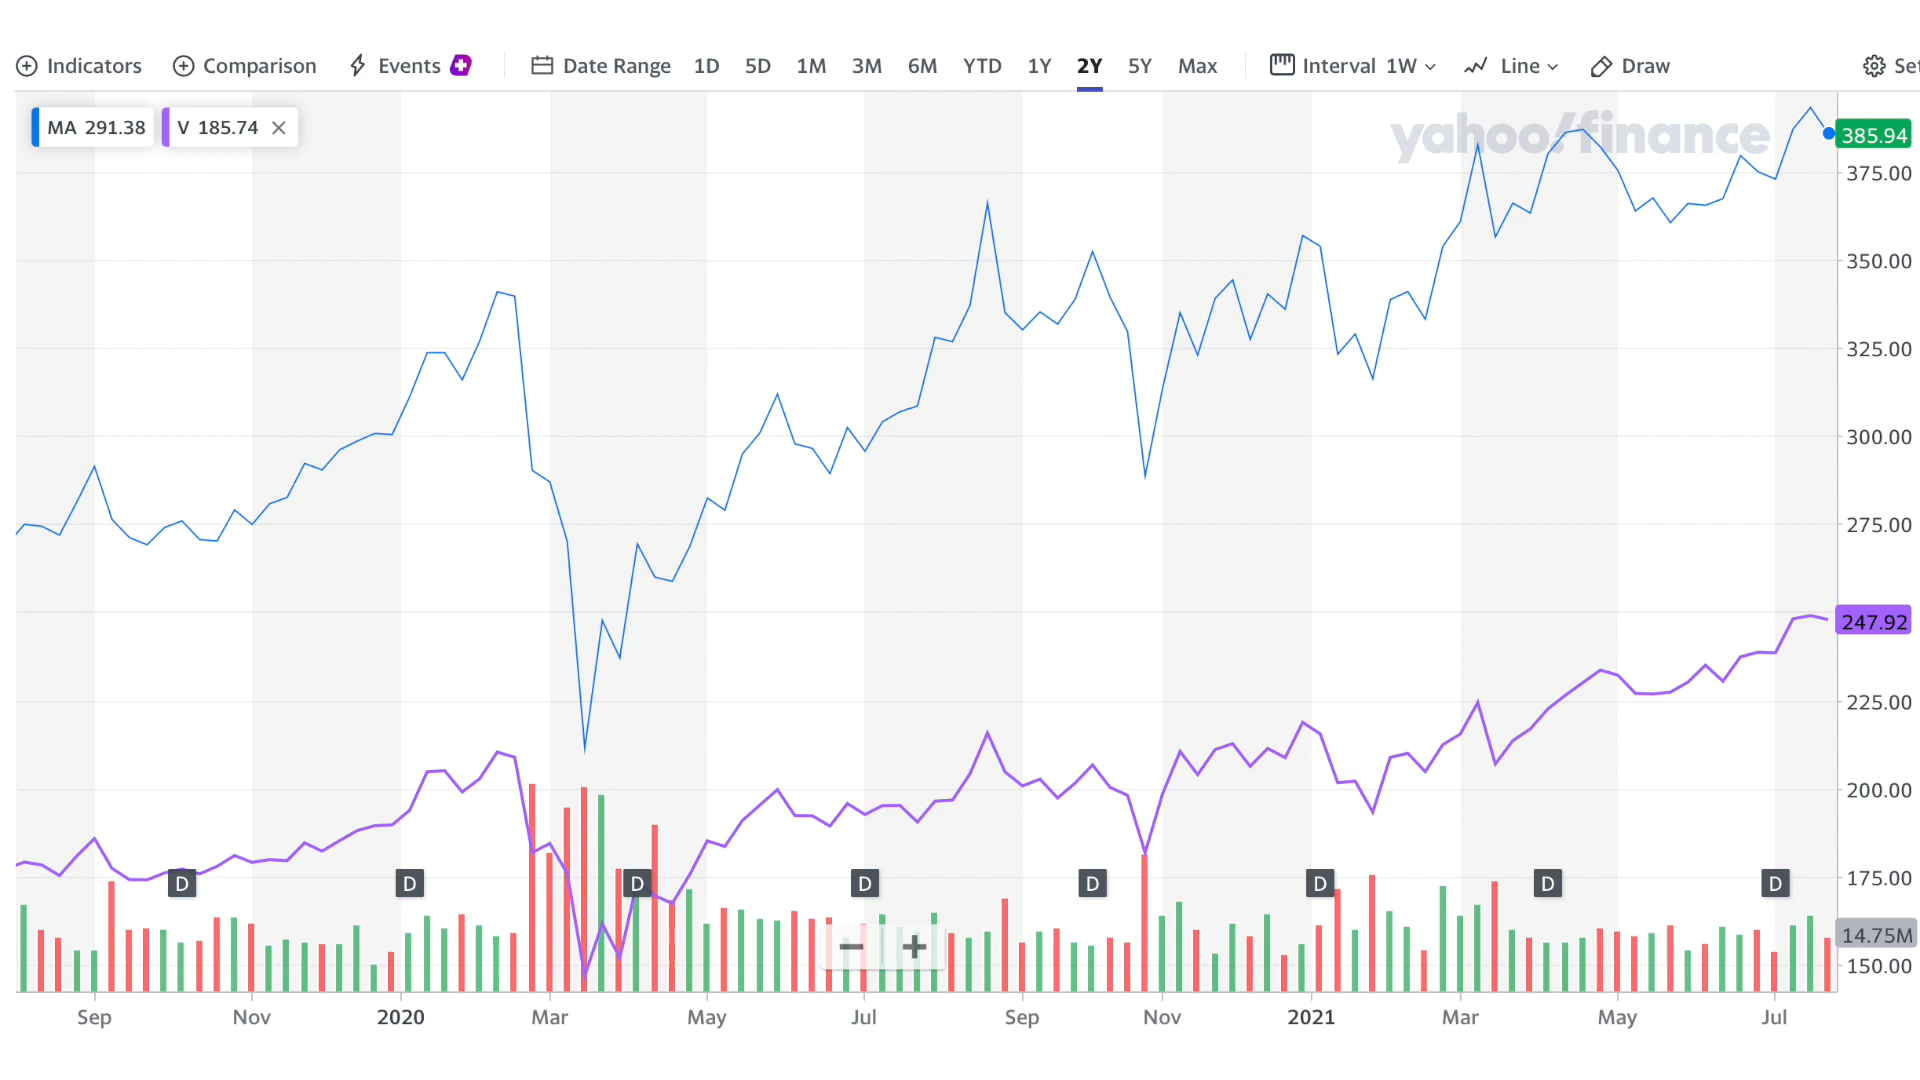 Indicators Comparison Events Date Range 1D 5D 1M 3M 6M YTD 1Y 2Y 5Y Max Interval 1W Line Draw Set
MA 291.38 V 185.74
yahoo!finance
385.94
375.00
350.00
325.00
300.00
275.00
247.92
225.00
200.00
D D D D D D D D
175.00
14.75M
150.00
Sep Nov 2020 Mar May Jul Sep Nov 2021 Mar May Jul